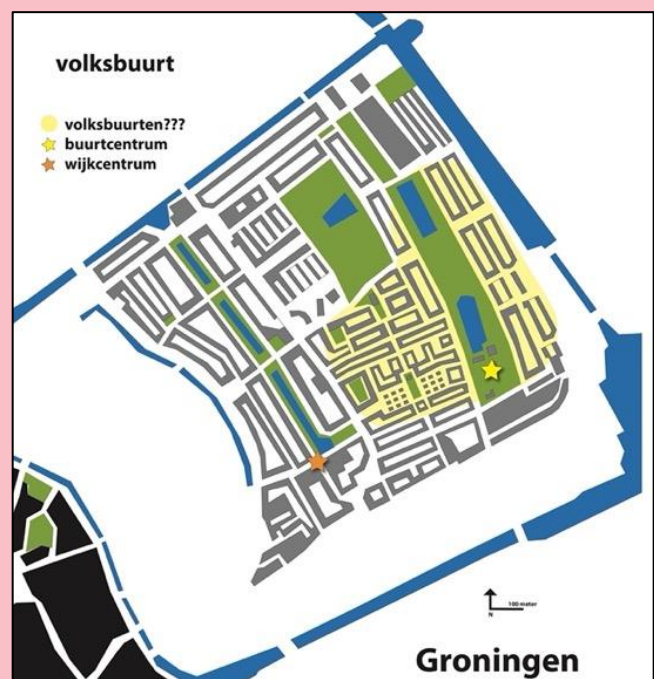 volksbuurt
volksbuurten???
buurtcentrum
wijkcentrum
100 meter
N
Groningen